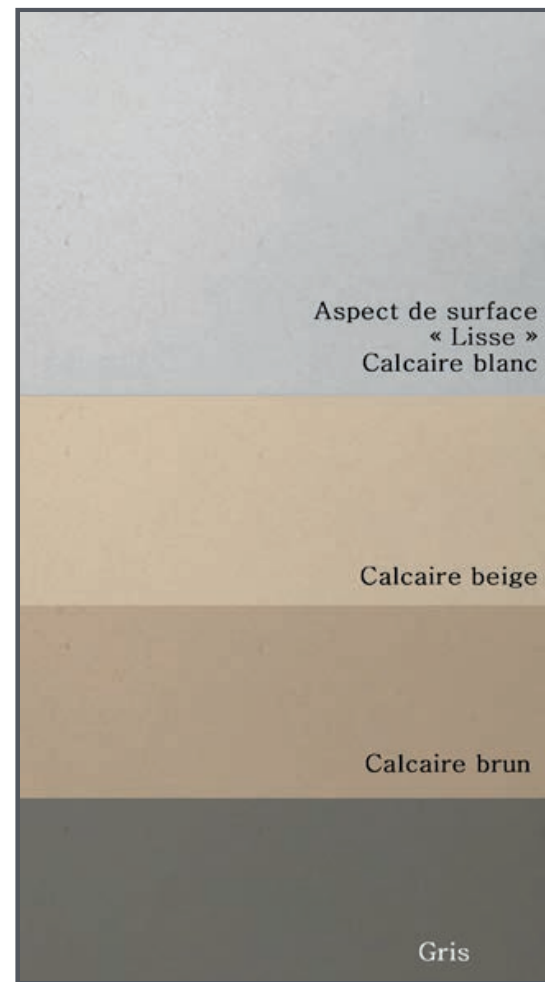 Aspect de surface
« Lisse »
Calcaire blanc
Calcaire beige
Calcaire brun
Gris